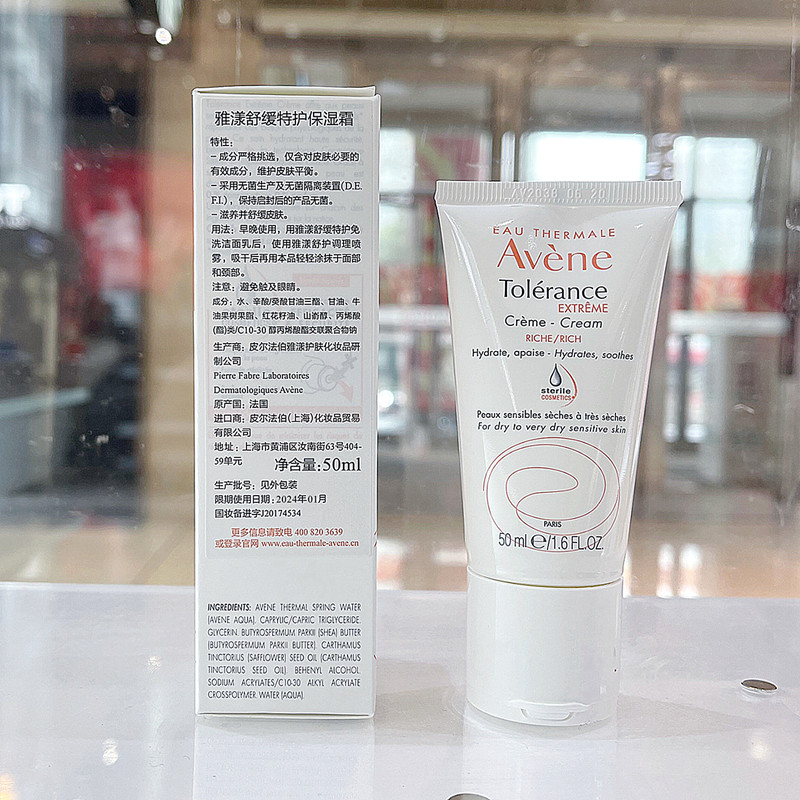 雅漾舒缓特护保湿霜
特性：
– 成分严格挑选，仅含对皮肤必要的
有效成分，维护皮肤平衡。
– 采用无菌生产及无菌隔离装置(D.E.
F.I.)，保持启封后的产品无菌。
– 滋养并舒缓皮肤。
用法：早晚使用，用雅漾舒缓特护免
洗洁面乳后，使用雅漾舒护调理喷
雾，吸干后再用本品轻轻涂抹于面部
和颈部。
注意：避免触及眼睛。
成分：水、辛酸/癸酸甘油三酯、甘油、牛
油果树果脂、红花籽油、山嵛醇、丙烯酸
(酯)类/C10-30 醇丙烯酸酯交联聚合物钠
生产商：皮尔法伯雅漾护肤化妆品研
制公司
Pierre Fabre Laboratoires
Dermatologiques Avène
原产国：法国
进口商：皮尔法伯(上海)化妆品贸易
有限公司
地址：上海市黄浦区汝南街63号404-
59单元 净含量:50ml
生产批号：见外包装
限期使用日期：2024年01月
国妆备进字J20174534
更多信息请致电 400 820 3639
或登录官网 www.eau-thermale-avene.cn
INGREDIENTS: AVENE THERMAL SPRING WATER
(AVENE AQUA). CAPRYLIC/CAPRIC TRIGLYCERIDE.
GLYCERIN. BUTYROSPERMUM PARKII (SHEA) BUTTER
(BUTYROSPERMUM PARKII BUTTER). CARTHAMUS
TINCTORIUS (SAFFLOWER) SEED OIL (CARTHAMUS
TINCTORIUS SEED OIL). BEHENYL ALCOHOL.
SODIUM ACRYLATES/C10-30 ALKYL ACRYLATE
CROSSPOLYMER. WATER (AQUA).
EAU THERMALE
Avène
Tolérance
EXTRÊME
Crème - Cream
RICHE/RICH
Hydrate, apaise - Hydrates, soothes
sterile
COSMETICS
Peaux sensibles sèches à très sèches
For dry to very dry sensitive skin
PARIS
50 ml e/1.6 FL.OZ.